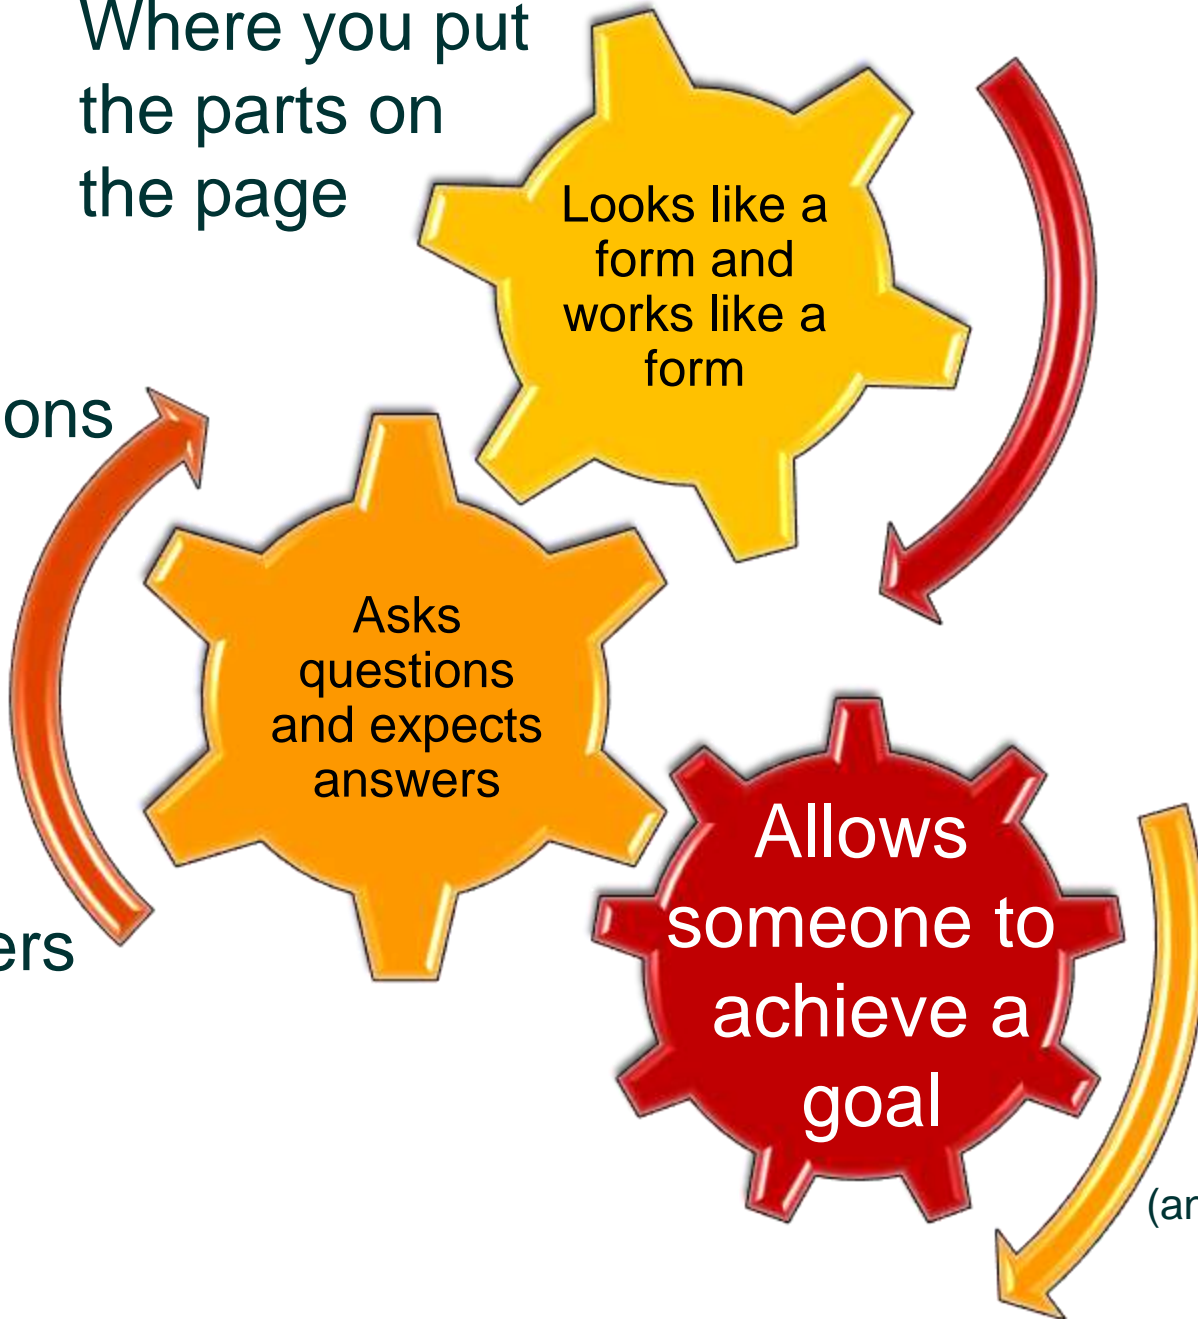 Where you put
the parts on
the page
Looks like a
form and
works like a
form
ons
Asks
questions
and expects
answers
ers
Allows
someone to
achieve a
goal
(ar